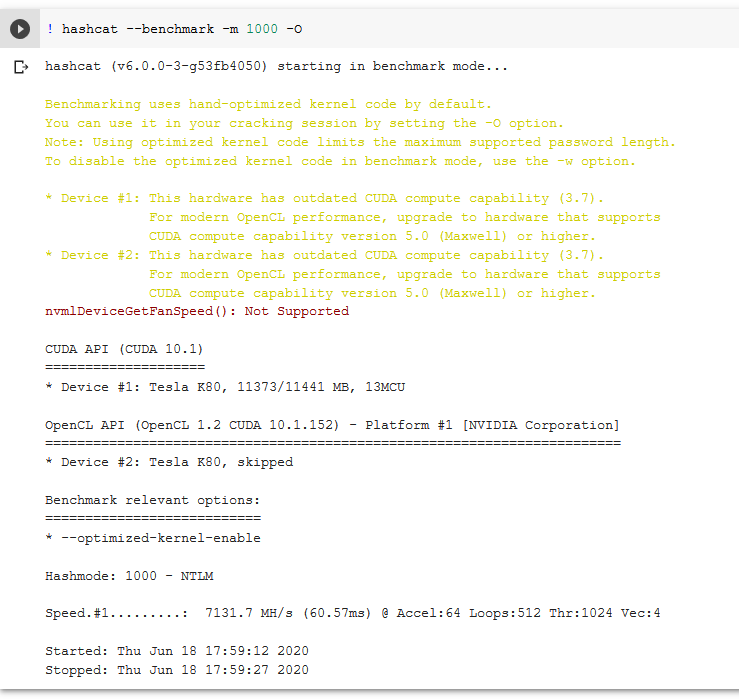 ! hashcat --benchmark -m 1000 -O
hashcat (v6.0.0-3-g53fb4050) starting in benchmark mode...
Benchmarking uses hand-optimized kernel code by default.
You can use it in your cracking session by setting the -O option.
Note: Using optimized kernel code limits the maximum supported password length.
To disable the optimized kernel code in benchmark mode, use the -w option.
* Device #1: This hardware has outdated CUDA compute capability (3.7).
For modern OpenCL performance, upgrade to hardware that supports
CUDA compute capability version 5.0 (Maxwell) or higher.
* Device #2: This hardware has outdated CUDA compute capability (3.7).
For modern OpenCL performance, upgrade to hardware that supports
CUDA compute capability version 5.0 (Maxwell) or higher.
nvmlDeviceGetFanSpeed(): Not Supported
CUDA API (CUDA 10.1)
====================
* Device #1: Tesla K80, 11373/11441 MB, 13MCU
OpenCL API (OpenCL 1.2 CUDA 10.1.152) - Platform #1 [NVIDIA Corporation]
========================================================================
* Device #2: Tesla K80, skipped
Benchmark relevant options:
===========================
* --optimized-kernel-enable
Hashmode: 1000 - NTLM
Speed.#1.........:  7131.7 MH/s (60.57ms) @ Accel:64 Loops:512 Thr:1024 Vec:4
Started: Thu Jun 18 17:59:12 2020
Stopped: Thu Jun 18 17:59:27 2020